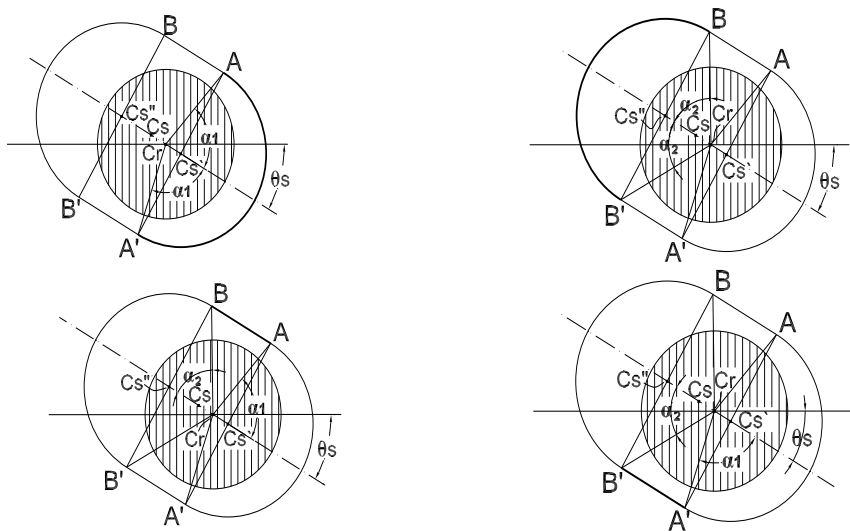 B
A
Cs"
Cs
α1
Cr
Cs`
α1
θs
B'
A'
B
A
α2
Cs"
Cs
Cr
α2
Cs`
θs
B'
A'
B
A
α2
Cs"
Cs
α1
Cr
Cs`
θs
B'
A'
B
A
Cs"
Cs
Cr
α2
Cs`
θs
α1
B'
A'